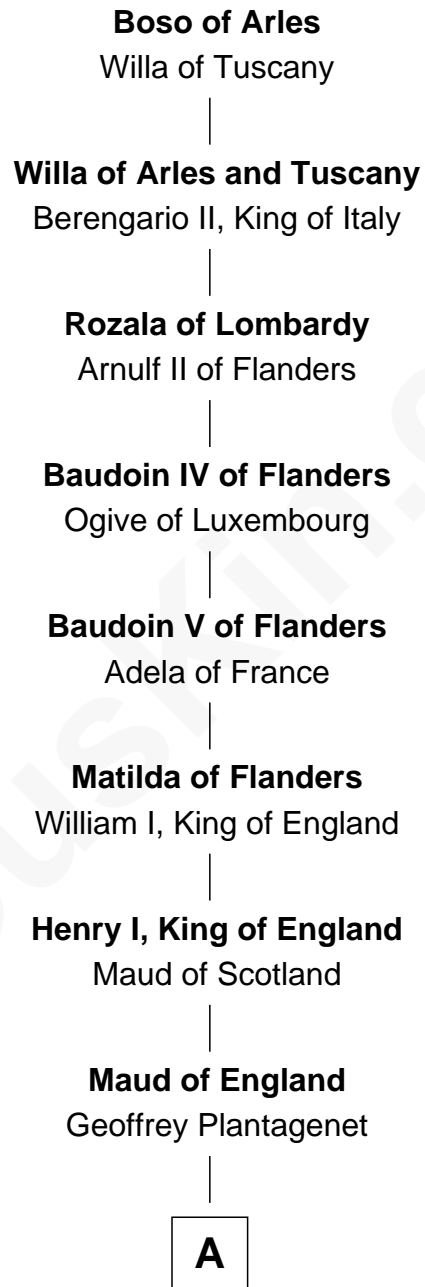 Boso of Arles
Willa of Tuscany
Willa of Arles and Tuscany
Berengario II, King of Italy
Rozala of Lombardy
Arnulf II of Flanders
Baudoin IV of Flanders
Ogive of Luxembourg
Baudoin V of Flanders
Adela of France
Matilda of Flanders
William I, King of England
Henry I, King of England
Maud of Scotland
Maud of England
Geoffrey Plantagenet
A